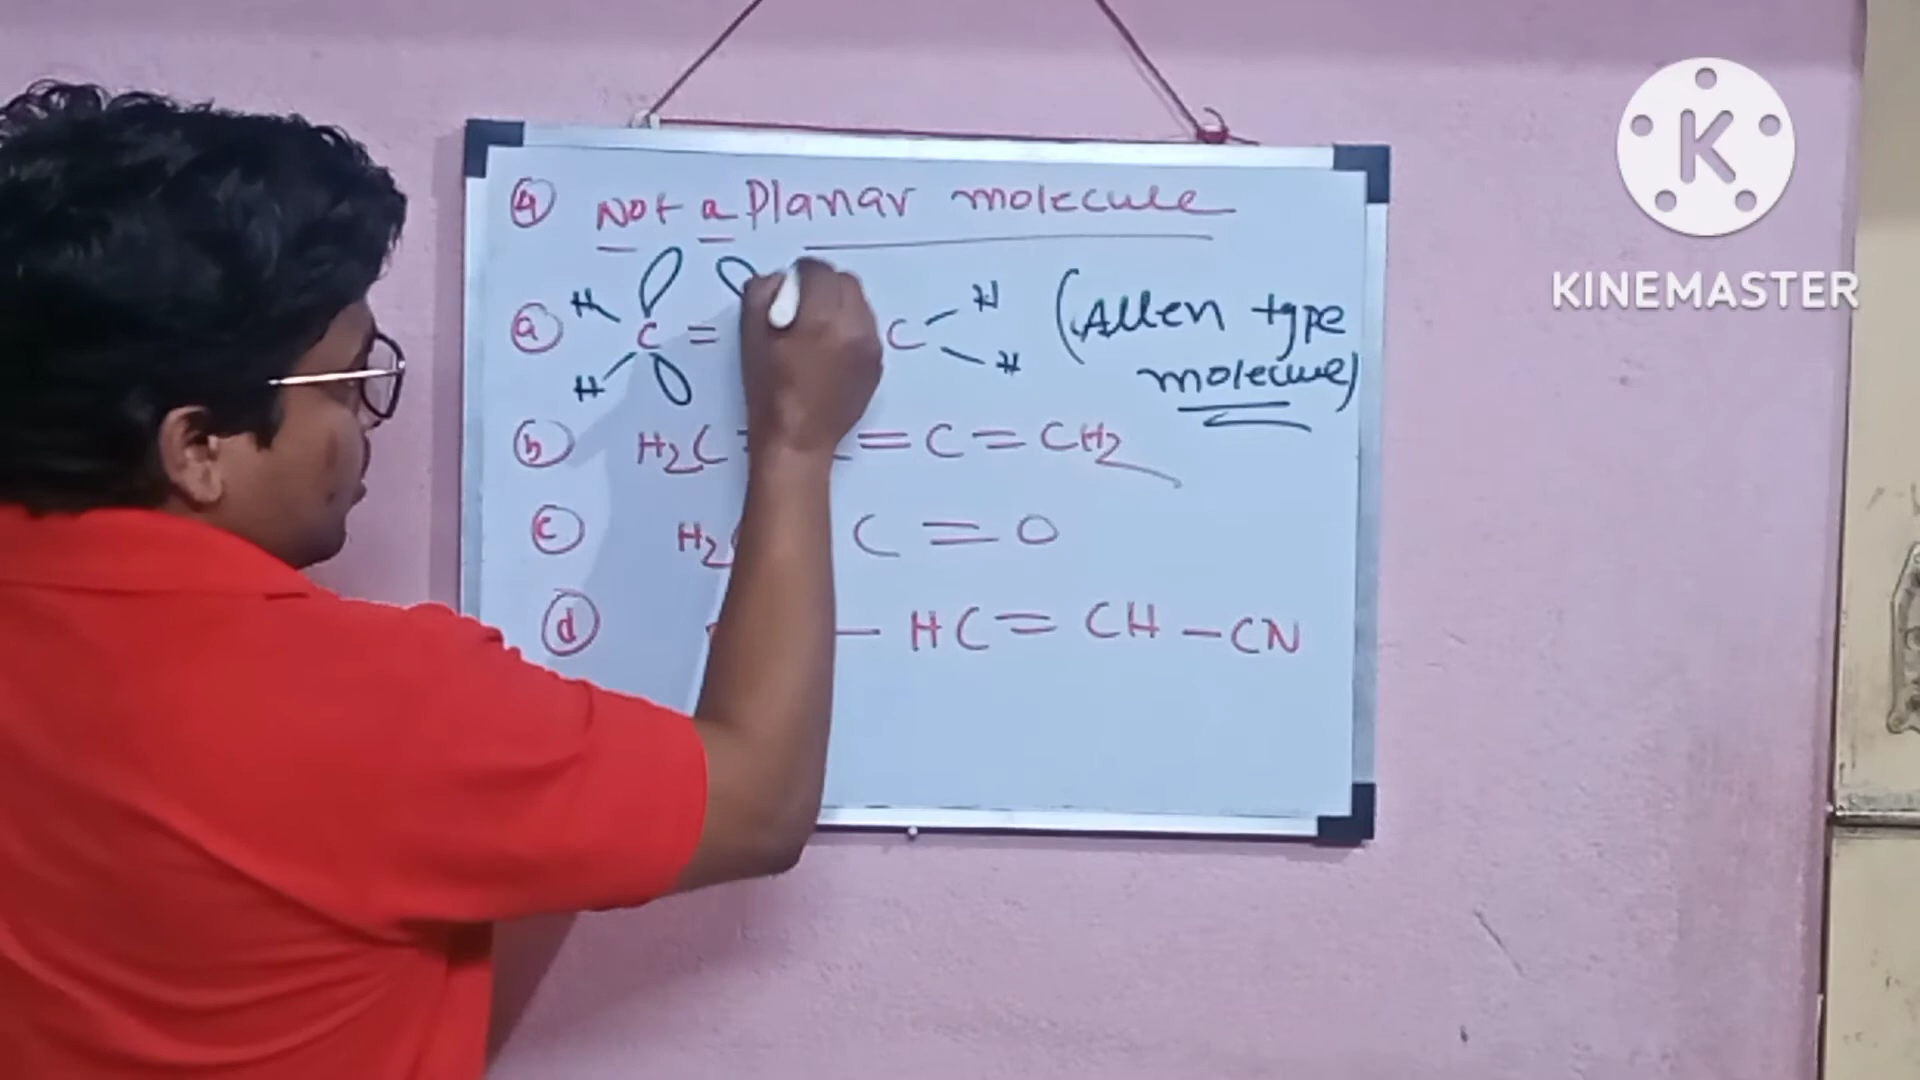 4 Not a Planar molecule
H
a C = C H (Allen type
H H molecule)
b H2C = = C = CH2
c H2 C = O
d — HC = CH — CN
K
KINEMASTER